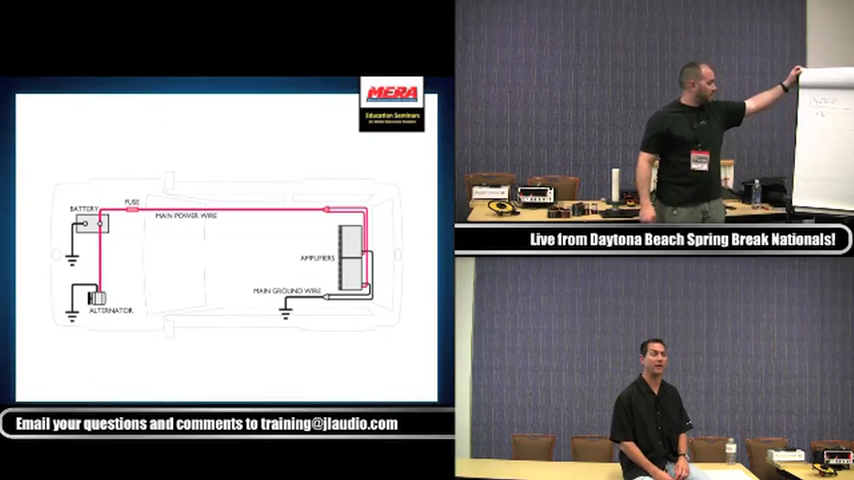 MERA
Education Seminars
BATTERY
FUSE
MAIN POWER WIRE
AMPLIFIERS
MAIN GROUND WIRE
ALTERNATOR
Email your questions and comments to training@jlaudio.com
Live from Daytona Beach Spring Break Nationals!